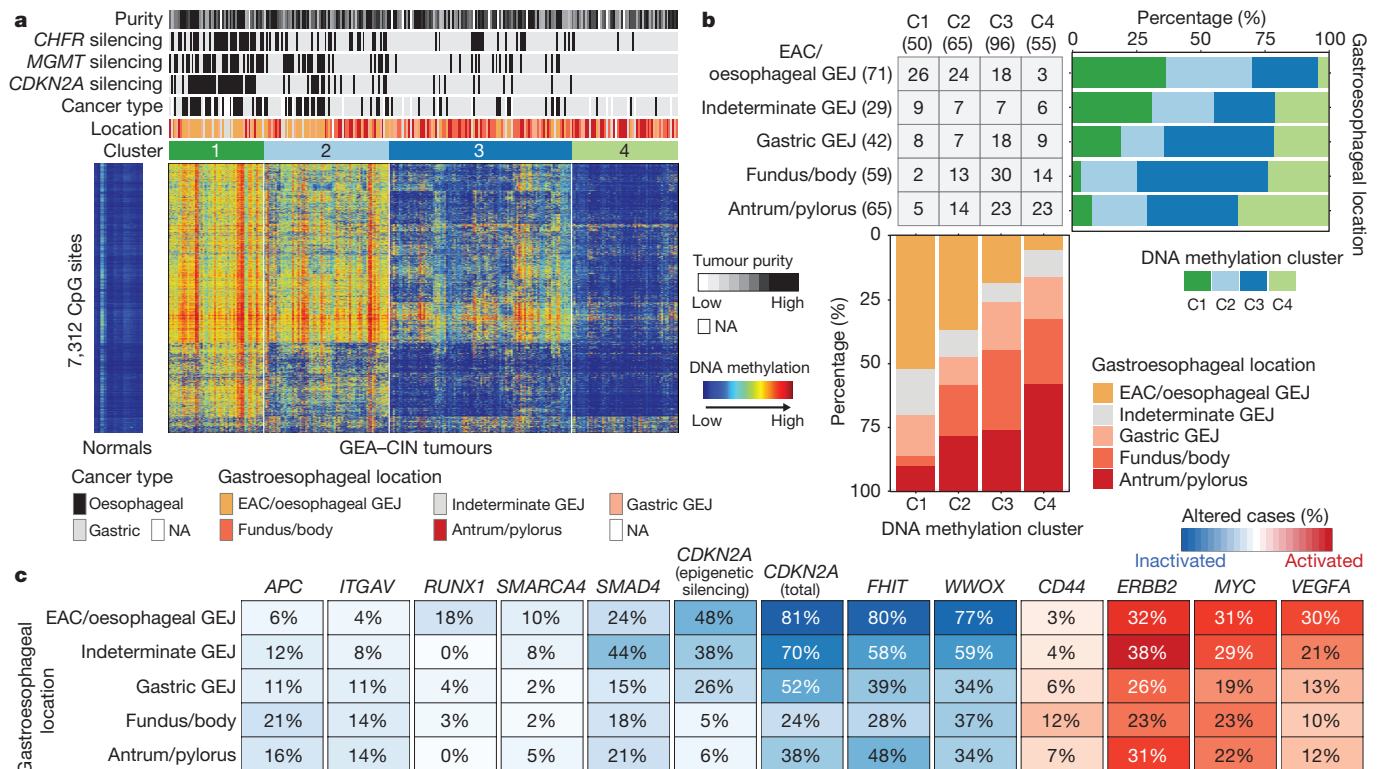 a
Purity
CHFR silencing
MGMT silencing
CDKN2A silencing
Cancer type
Location
Cluster
1 2 3 4
7,312 CpG sites
Normals
GEA–CIN tumours
Cancer type
Oesophageal
Gastric
NA
Gastroesophageal location
EAC/oesophageal GEJ
Indeterminate GEJ
Gastric GEJ
Fundus/body
Antrum/pylorus
NA
Tumour purity
Low High
NA
DNA methylation
Low High
b
C1 C2 C3 C4
(50) (65) (96) (55)
EAC/
oesophageal GEJ (71) 26 24 18 3
Indeterminate GEJ (29) 9 7 7 6
Gastric GEJ (42) 8 7 18 9
Fundus/body (59) 2 13 30 14
Antrum/pylorus (65) 5 14 23 23
Percentage (%)
0 25 50 75 100
Gastroesophageal location
DNA methylation cluster
C1 C2 C3 C4
Percentage (%)
0
25
50
75
100
C1 C2 C3 C4
DNA methylation cluster
Gastroesophageal location
EAC/oesophageal GEJ
Indeterminate GEJ
Gastric GEJ
Fundus/body
Antrum/pylorus
Altered cases (%)
Inactivated Activated
c
APC ITGAV RUNX1 SMARCA4 SMAD4 CDKN2A (epigenetic silencing) CDKN2A (total) FHIT WWOX CD44 ERBB2 MYC VEGFA
Gastroesophageal
location
EAC/oesophageal GEJ 6% 4% 18% 10% 24% 48% 81% 80% 77% 3% 32% 31% 30%
Indeterminate GEJ 12% 8% 0% 8% 44% 38% 70% 58% 59% 4% 38% 29% 21%
Gastric GEJ 11% 11% 4% 2% 15% 26% 52% 39% 34% 6% 26% 19% 13%
Fundus/body 21% 14% 3% 2% 18% 5% 24% 28% 37% 12% 23% 23% 10%
Antrum/pylorus 16% 14% 0% 5% 21% 6% 38% 48% 34% 7% 31% 22% 12%